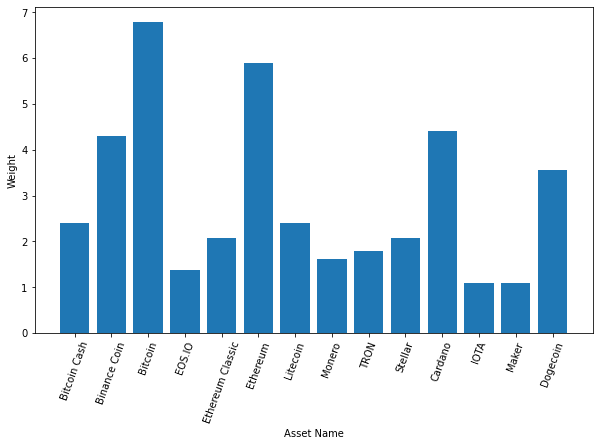 7
6
5
4
3
2
1
0
Weight
Bitcoin Cash
Binance Coin
Bitcoin
EOS.IO
Ethereum Classic
Ethereum
Litecoin
Monero
TRON
Stellar
Cardano
IOTA
Maker
Dogecoin
Asset Name